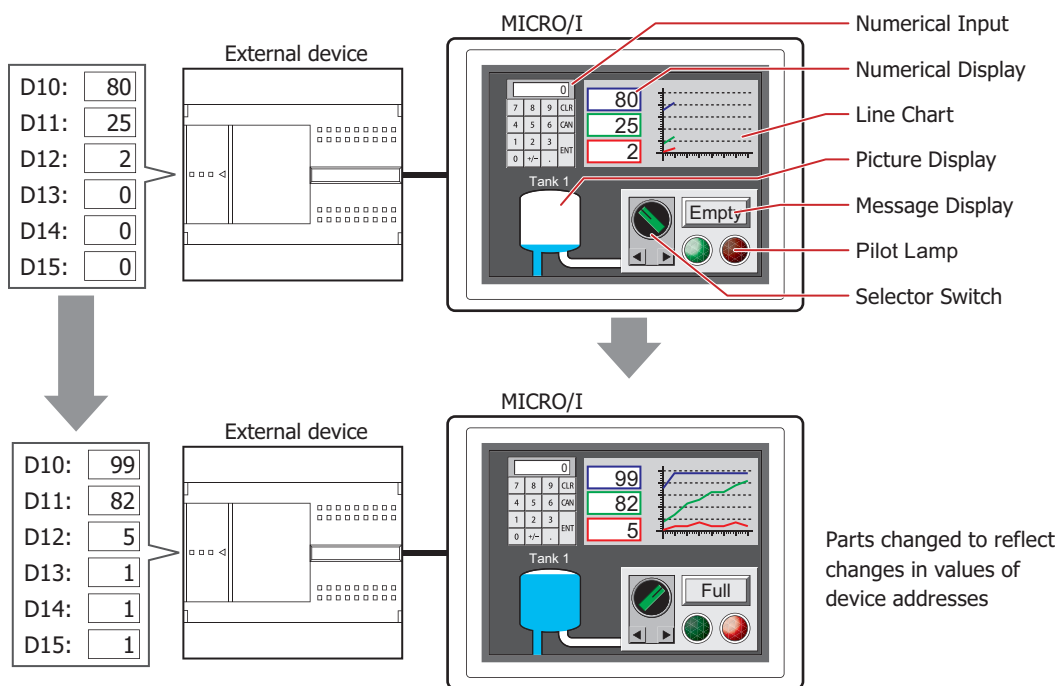 MICRO/I
External device
D10: 80
D11: 25
D12: 2
D13: 0
D14: 0
D15: 0
0
7 8 9 CLR
4 5 6 CAN
1 2 3
0 +/- . ENT
80
25
2
Tank 1
Empty
Numerical Input
Numerical Display
Line Chart
Picture Display
Message Display
Pilot Lamp
Selector Switch
MICRO/I
External device
D10: 99
D11: 82
D12: 5
D13: 1
D14: 1
D15: 1
0
7 8 9 CLR
4 5 6 CAN
1 2 3
0 +/- . ENT
99
82
5
Tank 1
Full
Parts changed to reflect
changes in values of
device addresses